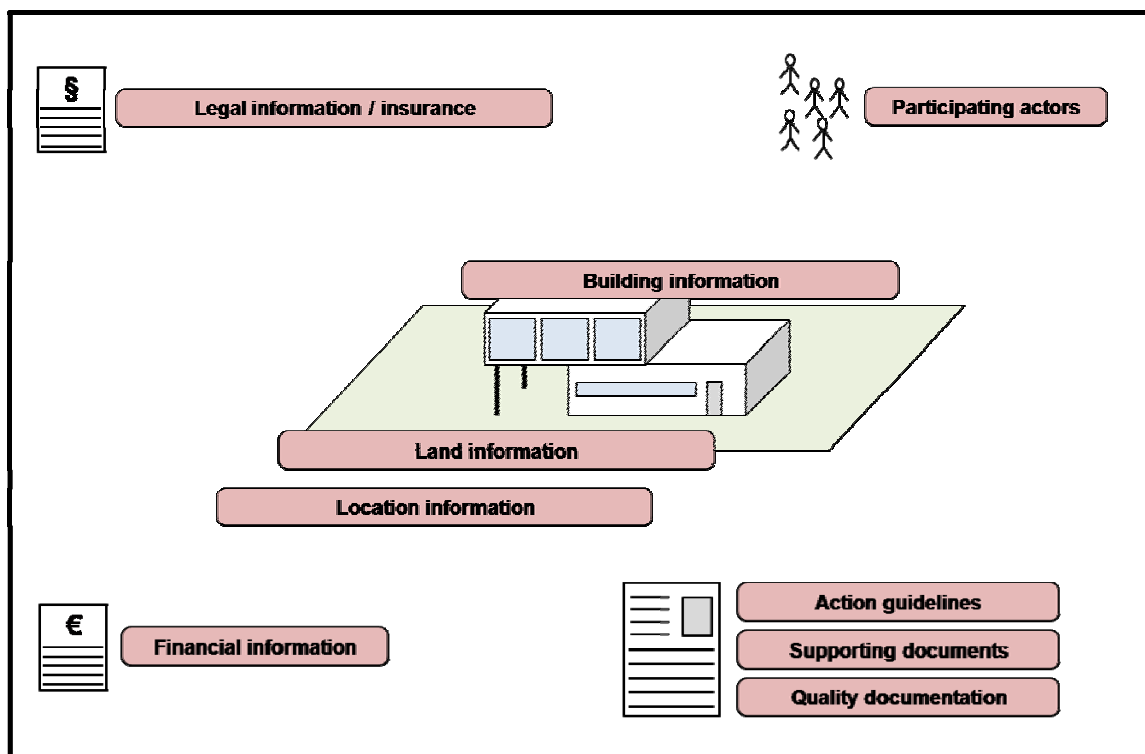 §
Legal information / insurance
Participating actors
Building information
Land information
Location information
€
Financial information
Action guidelines
Supporting documents
Quality documentation